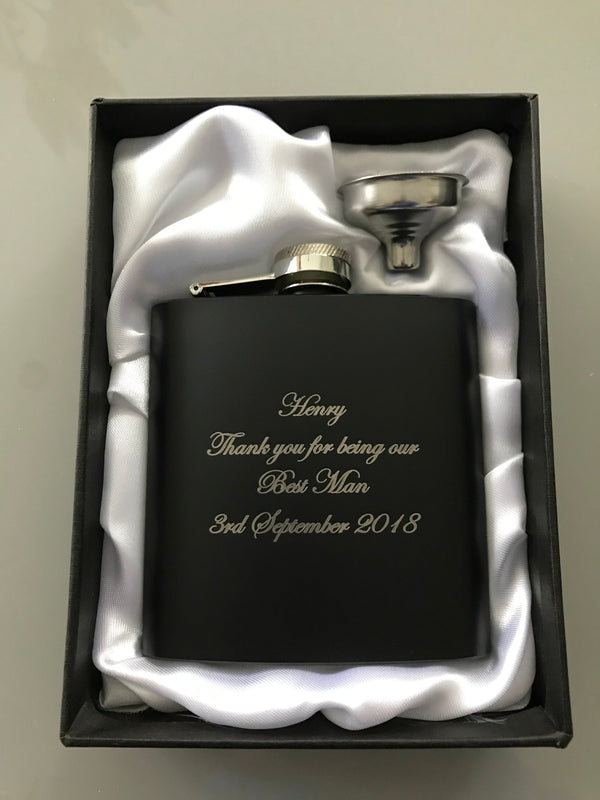 Henry
Thank you for being our
Best Man
3rd September 2018